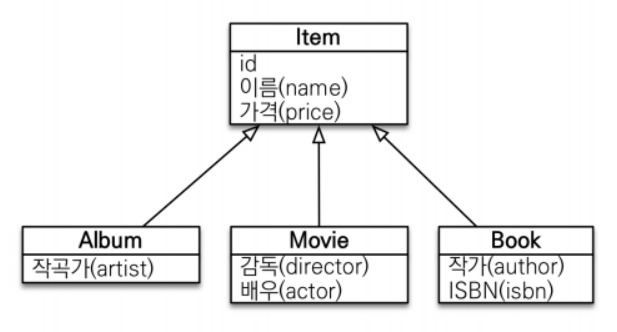 Item
id
이름(name)
가격(price)
Album
작곡가(artist)
Movie
감독(director)
배우(actor)
Book
작가(author)
ISBN(isbn)